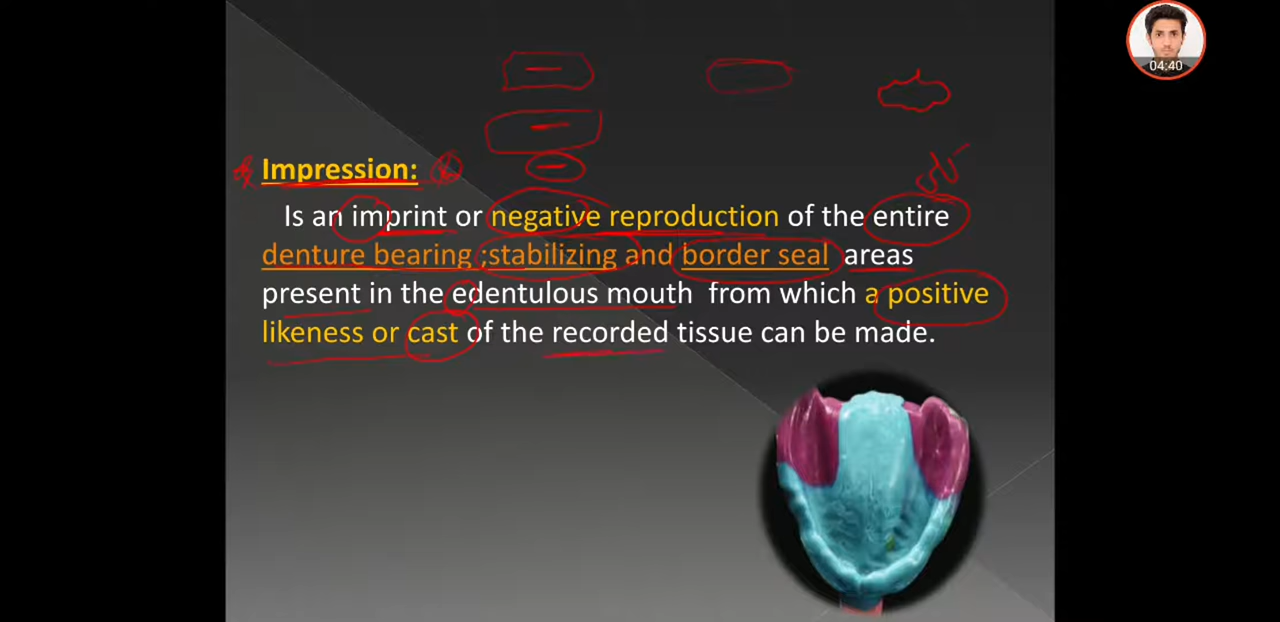 04:40
Impression:
Is an imprint or negative reproduction of the entire
denture bearing ;stabilizing and border seal areas
present in the edentulous mouth from which a positive
likeness or cast of the recorded tissue can be made.